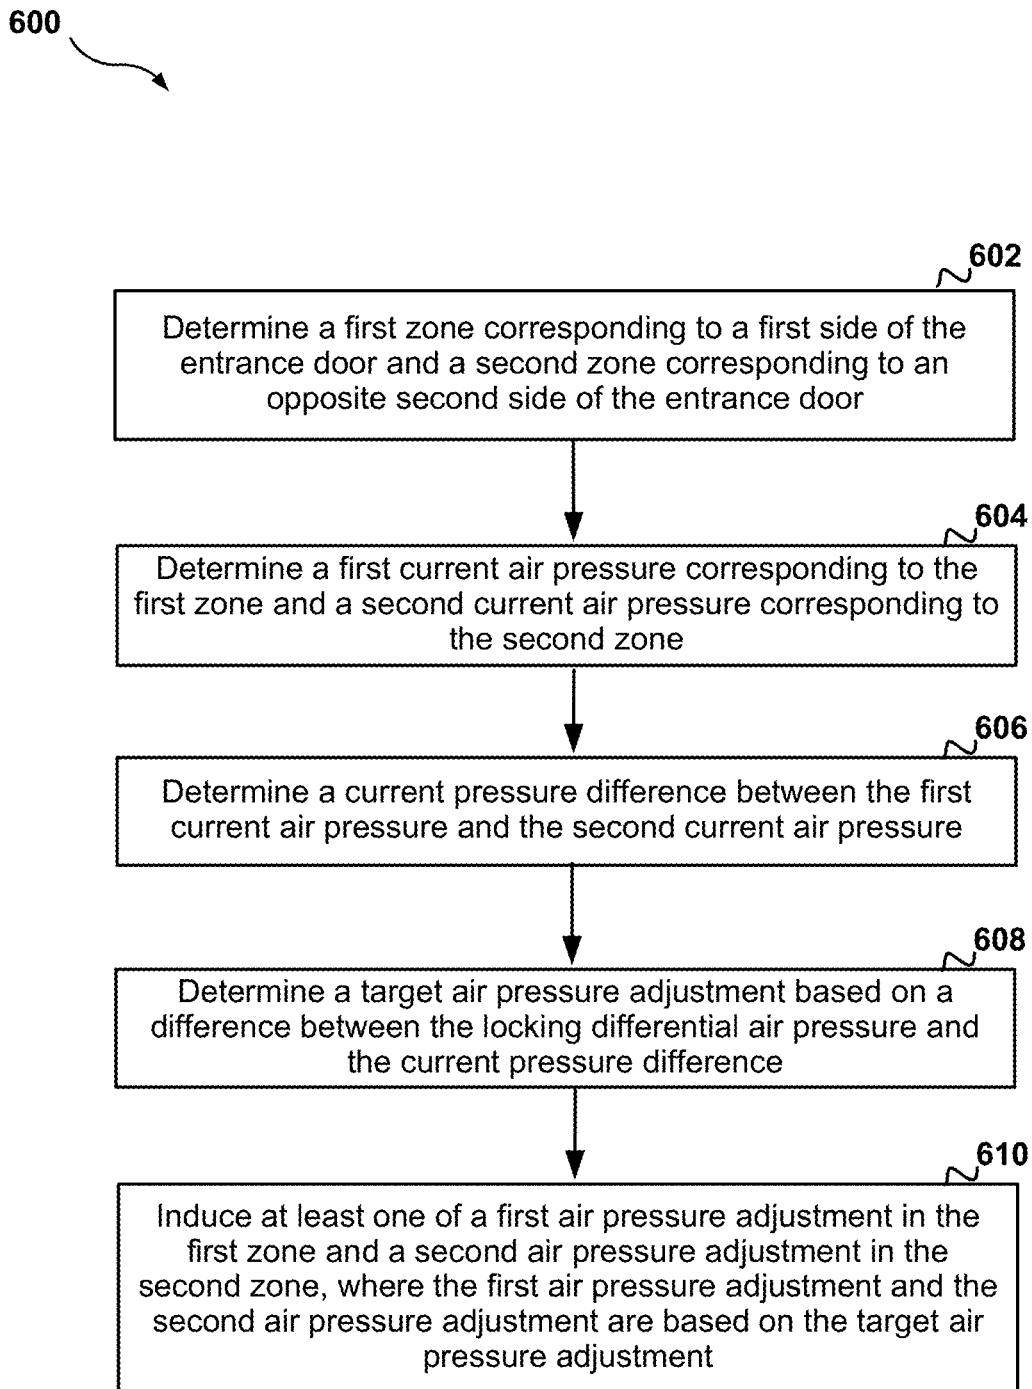 600
602
Determine a first zone corresponding to a first side of the
entrance door and a second zone corresponding to an
opposite second side of the entrance door
604
Determine a first current air pressure corresponding to the
first zone and a second current air pressure corresponding to
the second zone
606
Determine a current pressure difference between the first
current air pressure and the second current air pressure
608
Determine a target air pressure adjustment based on a
difference between the locking differential air pressure and
the current pressure difference
610
Induce at least one of a first air pressure adjustment in the
first zone and a second air pressure adjustment in the
second zone, where the first air pressure adjustment and the
second air pressure adjustment are based on the target air
pressure adjustment